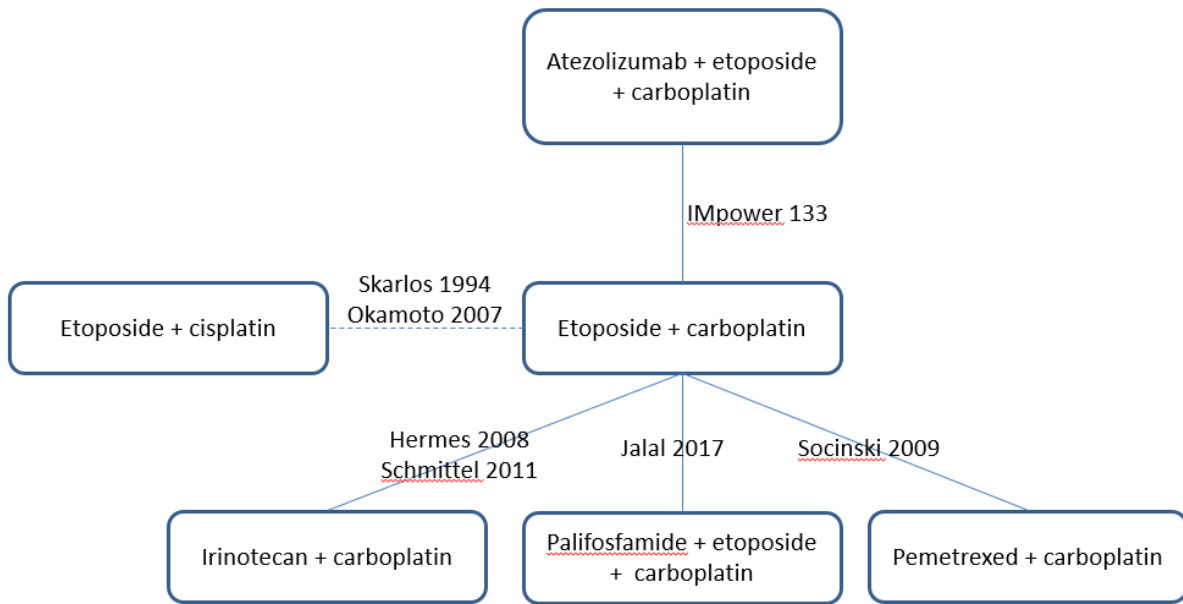 Atezolizumab + etoposide
+ carboplatin
IMpower 133
Skarlos 1994
Okamoto 2007
Etoposide + cisplatin
Etoposide + carboplatin
Hermes 2008
Schmittel 2011
Jalal 2017
Socinski 2009
Irinotecan + carboplatin
Palifosfamide + etoposide
+ carboplatin
Pemetrexed + carboplatin